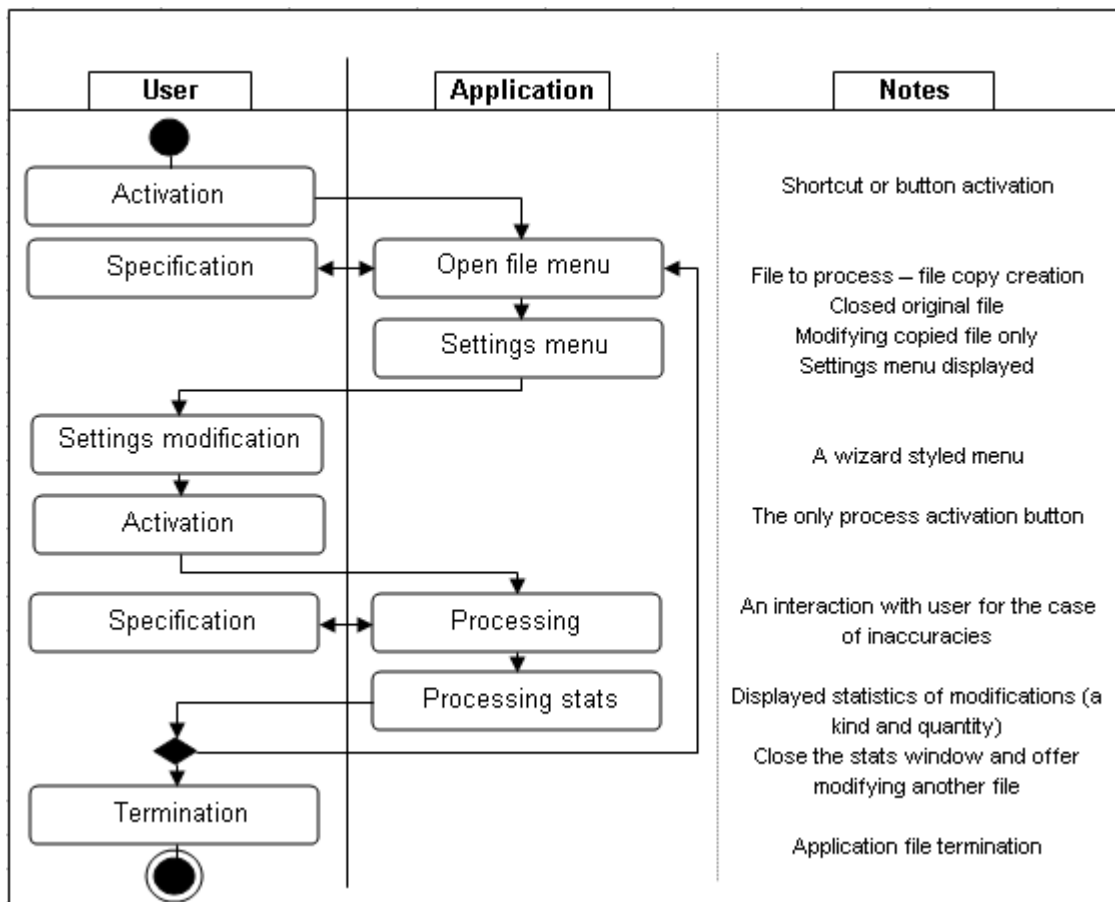 User
Application
Notes
Activation
Shortcut or button activation
Specification
Open file menu
File to process – file copy creation
Closed original file
Modifying copied file only
Settings menu displayed
Settings menu
Settings modification
A wizard styled menu
Activation
The only process activation button
Specification
Processing
An interaction with user for the case
of inaccuracies
Processing stats
Displayed statistics of modifications (a
kind and quantity)
Close the stats window and offer
modifying another file
Termination
Application file termination